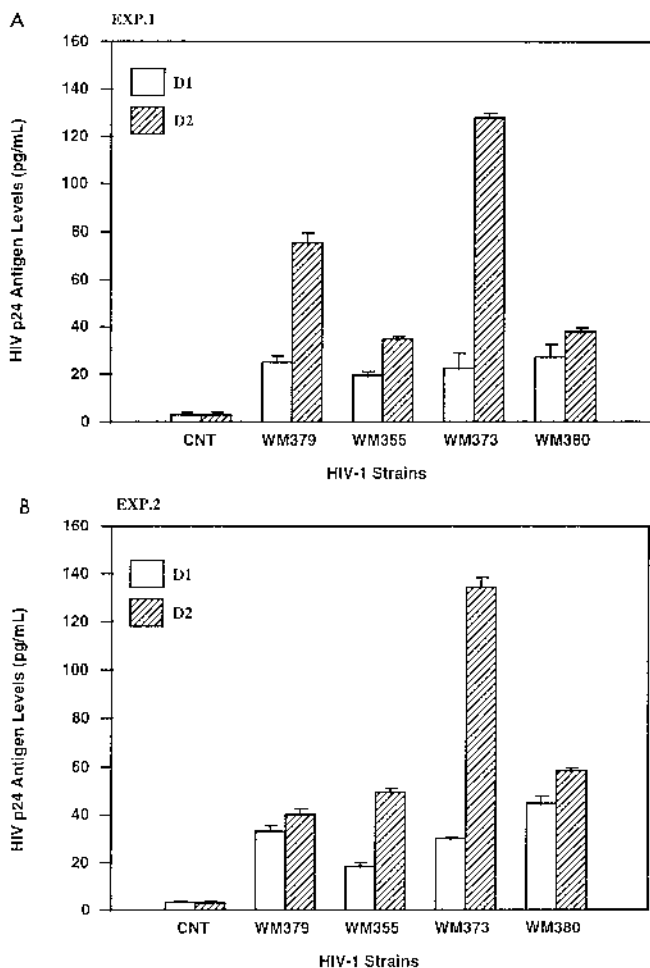 A
EXP.1
160
140
120
100
80
60
40
20
0
HIV p24 Antigen Levels (pg/mL)
D1
D2
CNT WM379 WM355 WM373 WM380
HIV-1 Strains
B
EXP.2
160
140
120
100
80
60
40
20
0
HIV p24 Antigen Levels (pg/mL)
D1
D2
CNT WM379 WM355 WM373 WM380
HIV-1 Strains